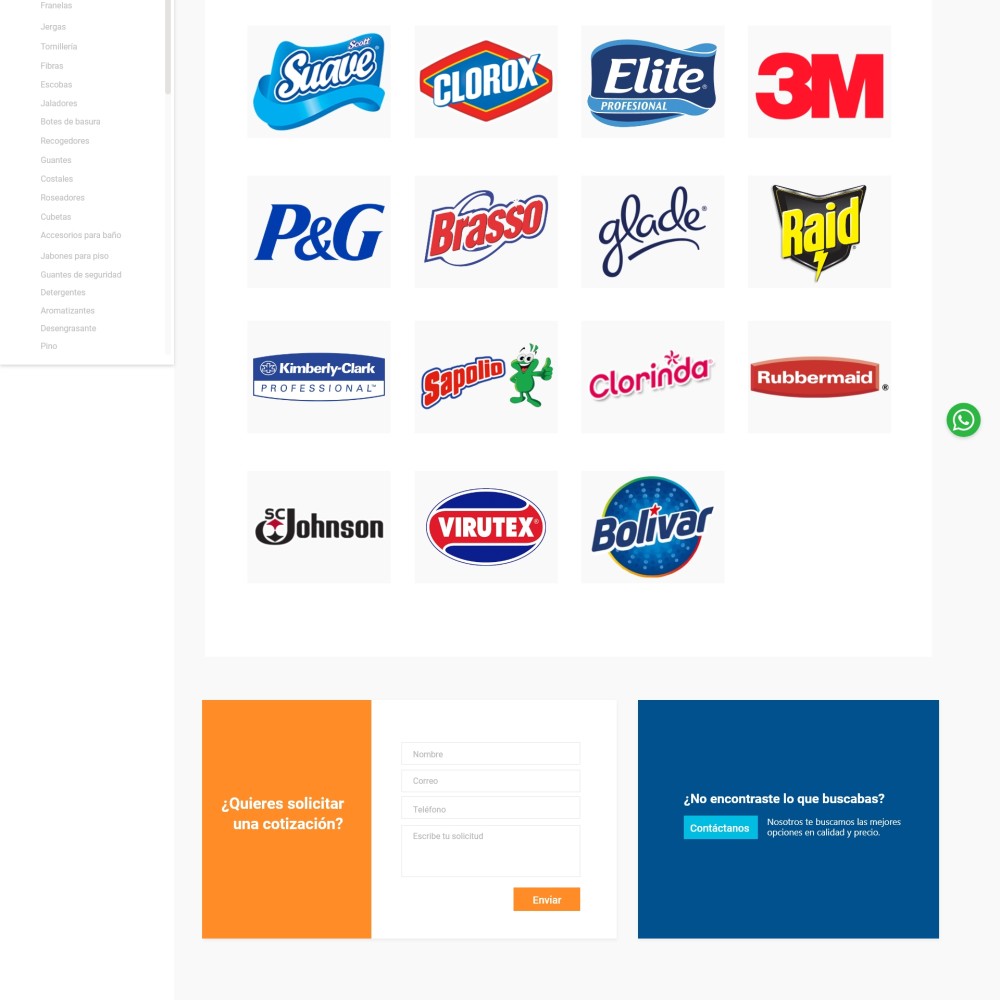 Franelas
Jergas
Tornillería
Fibras
Escobas
Jaladores
Botes de basura
Recogedores
Guantes
Costales
Roseadores
Cubetas
Accesorios para baño
Jabones para piso
Guantes de seguridad
Detergentes
Aromatizantes
Desengrasante
Pino
Scott
Suave
CLOROX
Elite®
PROFESIONAL
3M
P&G
Brasso
glade®
Raid®
Kimberly-Clark
PROFESSIONAL™
Sapolio
Clorinda®
Rubbermaid®
SC
Johnson
VIRUTEX®
Bolivar
¿Quieres solicitar
una cotización?
Nombre
Correo
Teléfono
Escribe tu solicitud
Enviar
¿No encontraste lo que buscabas?
Contáctanos
Nosotros te buscamos las mejores
opciones en calidad y precio.